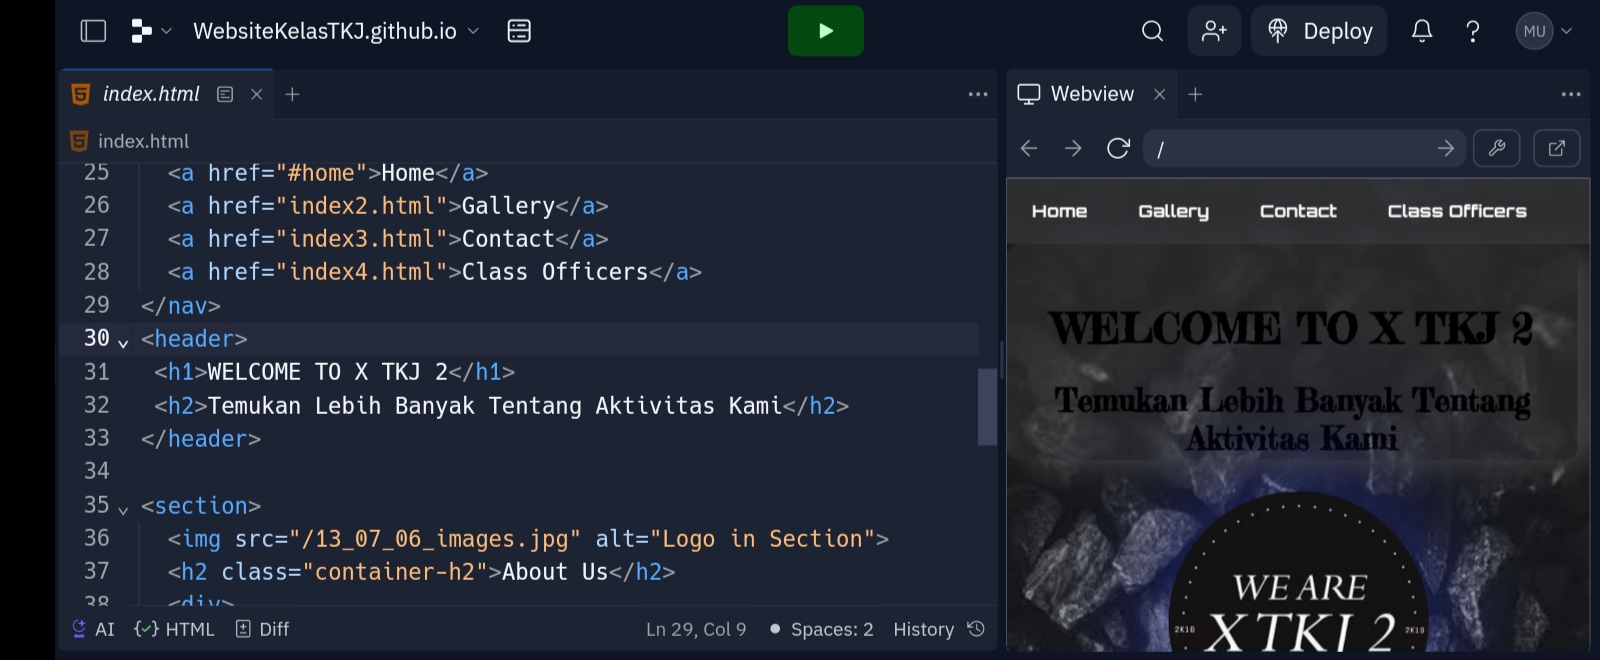 WebsiteKelasTKJ.github.io
Deploy
MU
index.html
index.html
25 <a href="#home">Home</a>
26 <a href="index2.html">Gallery</a>
27 <a href="index3.html">Contact</a>
28 <a href="index4.html">Class Officers</a>
29 </nav>
30 <header>
31 <h1>WELCOME TO X TKJ 2</h1>
32 <h2>Temukan Lebih Banyak Tentang Aktivitas Kami</h2>
33 </header>
34
35 <section>
36 <img src="/13_07_06_images.jpg" alt="Logo in Section">
37 <h2 class="container-h2">About Us</h2>
38 <div>
AI {} HTML Diff
Ln 29, Col 9 • Spaces: 2 History
Webview
/
Home Gallery Contact Class Officers
WELCOME TO X TKJ 2
Temukan Lebih Banyak Tentang
Aktivitas Kami
WE ARE
2K10 X TKJ 2 2K10